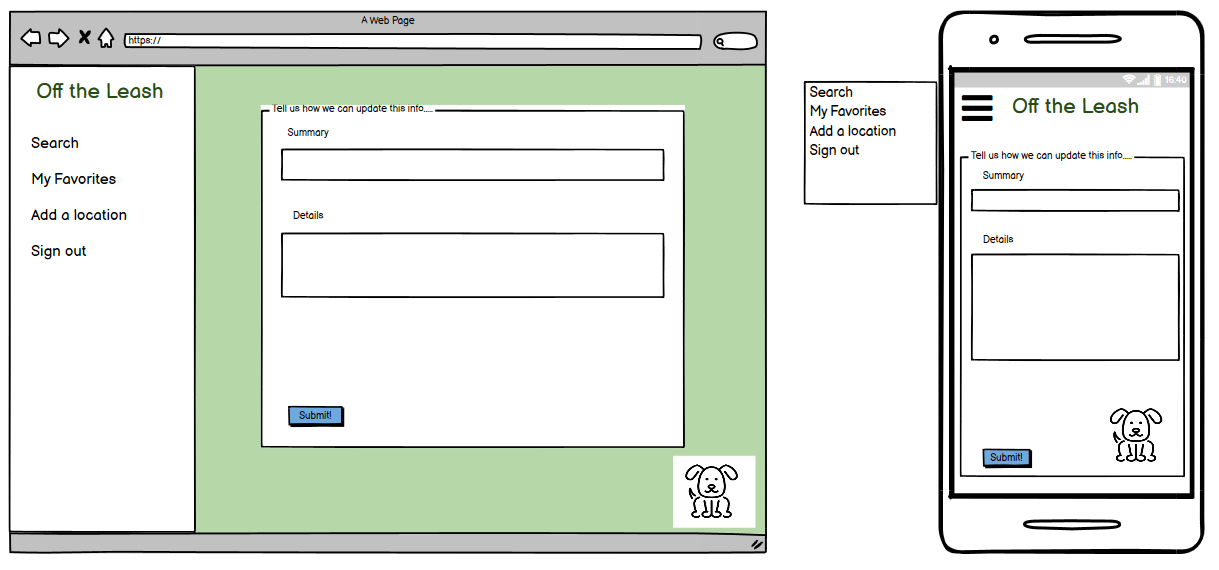 A Web Page
https://
Off the Leash
Search
My Favorites
Add a location
Sign out
Tell us how we can update this info.....
Summary
Details
Submit!
Search
My Favorites
Add a location
Sign out
16:40
Off the Leash
Tell us how we can update this info.....
Summary
Details
Submit!